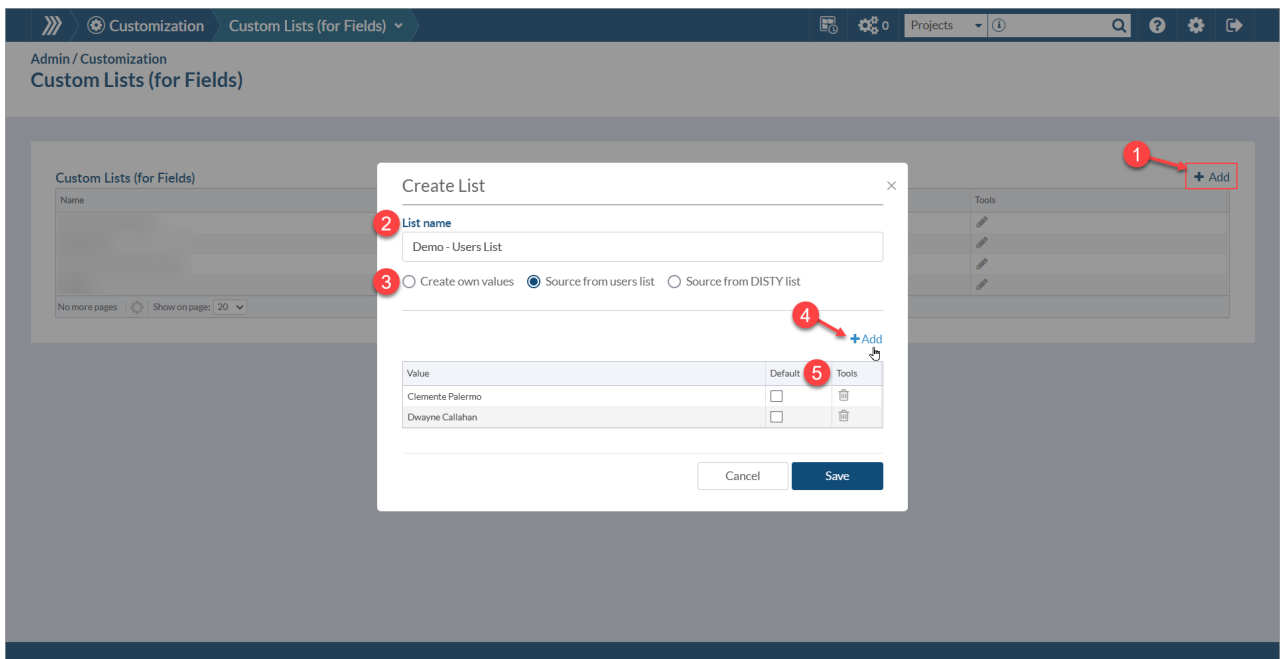 Customization Custom Lists (for Fields) 0 Projects
Admin / Customization
Custom Lists (for Fields)
1
Custom Lists (for Fields) + Add
Name Tools
No more pages Show on page: 20
Create List ×
2 List name
Demo - Users List
3 Create own values Source from users list Source from DISTY list
4
+ Add
Value Default 5 Tools
Clemente Palermo
Dwayne Callahan
Cancel Save